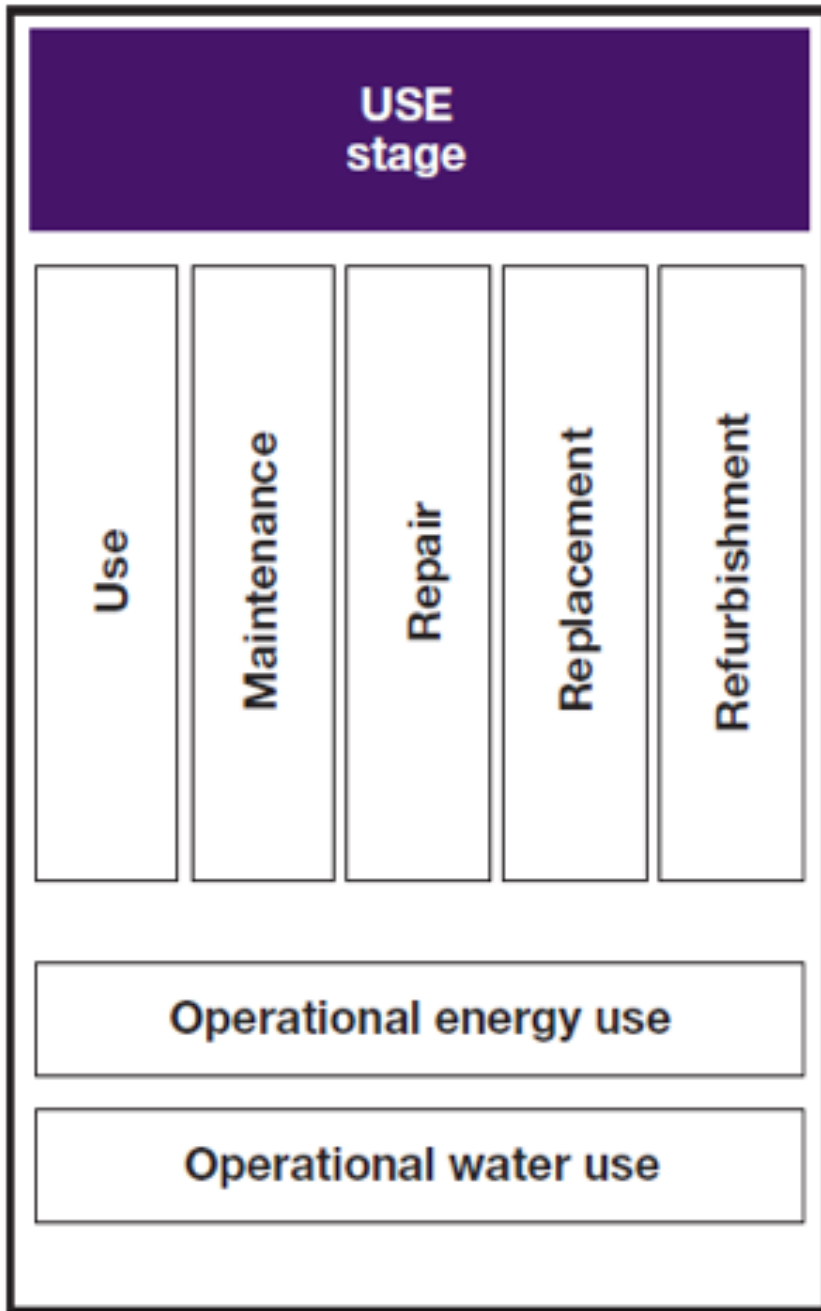 USE
stage
Use
Maintenance
Repair
Replacement
Refurbishment
Operational energy use
Operational water use